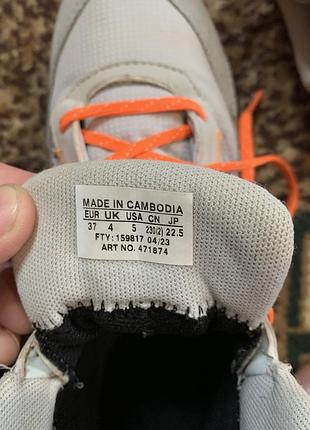 MADE IN CAMBODIA
EUR UK USA CN JP
37 4 5 230(2) 22.5
FTY: 159817 04/23
ART NO. 471874